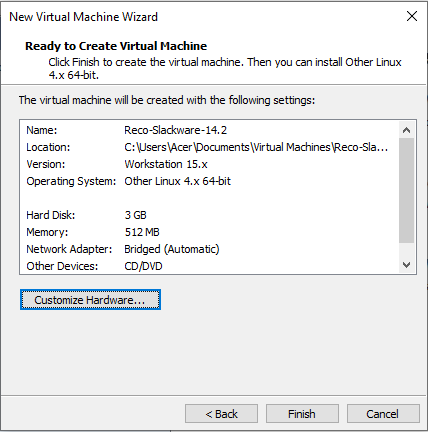 New Virtual Machine Wizard
Ready to Create Virtual Machine
Click Finish to create the virtual machine. Then you can install Other Linux
4.x 64-bit.
The virtual machine will be created with the following settings:
Name: Reco-Slackware-14.2
Location: C:\Users\Acer\Documents\Virtual Machines\Reco-Sla...
Version: Workstation 15.x
Operating System: Other Linux 4.x 64-bit
Hard Disk: 3 GB
Memory: 512 MB
Network Adapter: Bridged (Automatic)
Other Devices: CD/DVD
Customize Hardware...
< Back Finish Cancel